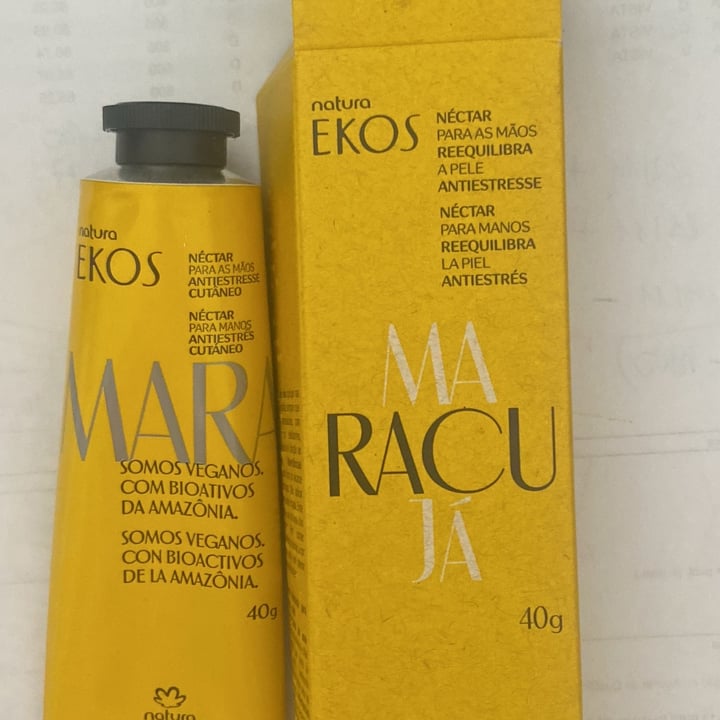 natura
EKOS
NÉCTAR
PARA AS MÃOS
ANTIESTRESSE
CUTÂNEO
NÉCTAR
PARA MANOS
ANTIESTRÉS
CUTÁNEO
MARA
SOMOS VEGANOS.
COM BIOATIVOS
DA AMAZÔNIA.
SOMOS VEGANOS.
CON BIOACTIVOS
DE LA AMAZÔNIA.
40g
natura
natura
EKOS
NÉCTAR
PARA AS MÃOS
REEQUILIBRA
A PELE
ANTIESTRESSE
NÉCTAR
PARA MANOS
REEQUILIBRA
LA PIEL
ANTIESTRÉS
MA
RACU
JÁ
40g